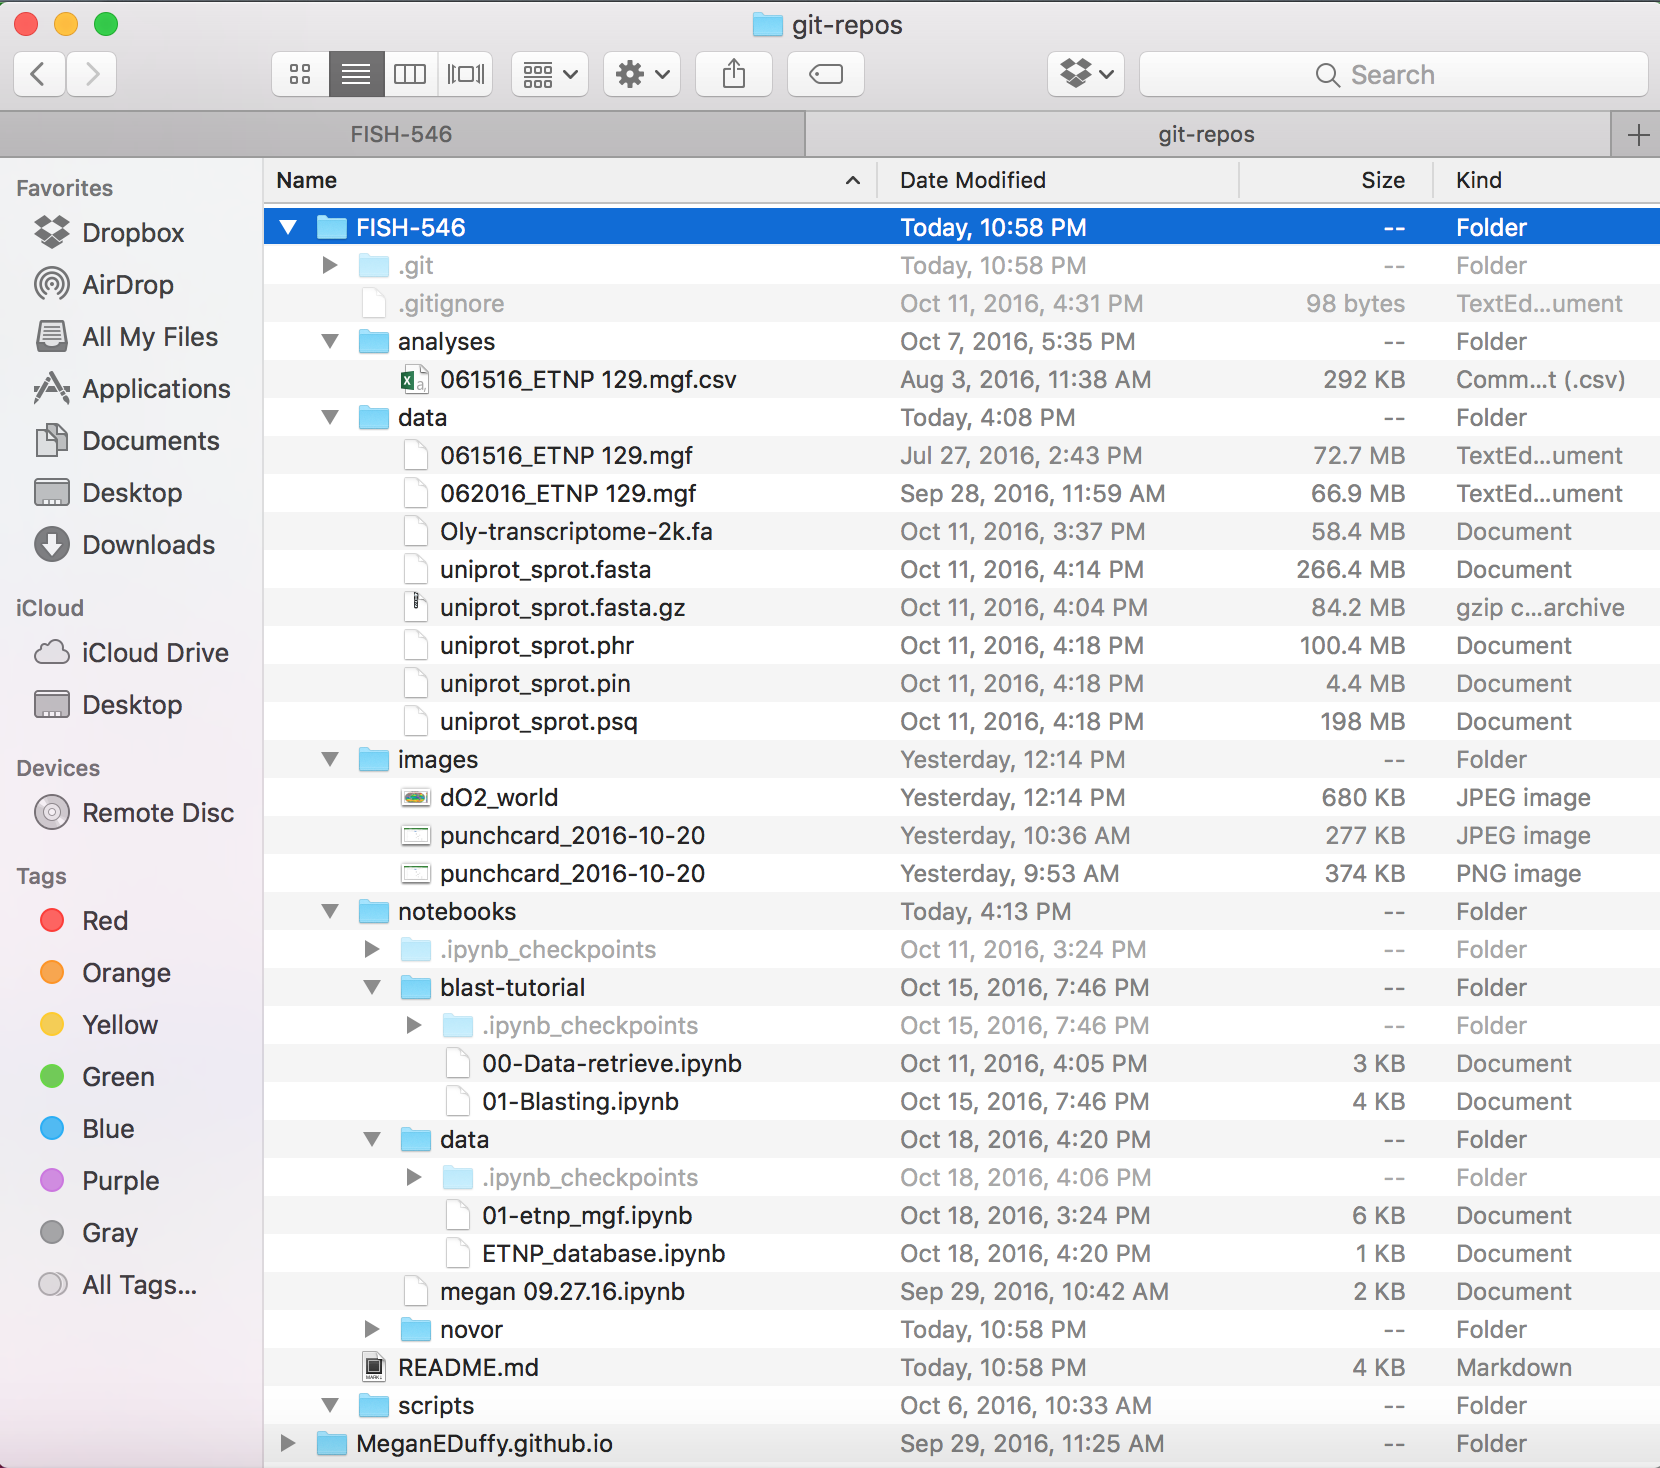 git-repos
Search
FISH-546 git-repos
Favorites
Dropbox
AirDrop
All My Files
Applications
Documents
Desktop
Downloads
iCloud
iCloud Drive
Desktop
Devices
Remote Disc
Tags
Red
Orange
Yellow
Green
Blue
Purple
Gray
All Tags...
Name Date Modified Size Kind
FISH-546 Today, 10:58 PM -- Folder
.git Today, 10:58 PM -- Folder
.gitignore Oct 11, 2016, 4:31 PM 98 bytes TextEd...ument
analyses Oct 7, 2016, 5:35 PM -- Folder
061516_ETNP 129.mgf.csv Aug 3, 2016, 11:38 AM 292 KB Comm...t (.csv)
data Today, 4:08 PM -- Folder
061516_ETNP 129.mgf Jul 27, 2016, 2:43 PM 72.7 MB TextEd...ument
062016_ETNP 129.mgf Sep 28, 2016, 11:59 AM 66.9 MB TextEd...ument
Oly-transcriptome-2k.fa Oct 11, 2016, 3:37 PM 58.4 MB Document
uniprot_sprot.fasta Oct 11, 2016, 4:14 PM 266.4 MB Document
uniprot_sprot.fasta.gz Oct 11, 2016, 4:04 PM 84.2 MB gzip c...archive
uniprot_sprot.phr Oct 11, 2016, 4:18 PM 100.4 MB Document
uniprot_sprot.pin Oct 11, 2016, 4:18 PM 4.4 MB Document
uniprot_sprot.psq Oct 11, 2016, 4:18 PM 198 MB Document
images Yesterday, 12:14 PM -- Folder
dO2_world Yesterday, 12:14 PM 680 KB JPEG image
punchcard_2016-10-20 Yesterday, 10:36 AM 277 KB JPEG image
punchcard_2016-10-20 Yesterday, 9:53 AM 374 KB PNG image
notebooks Today, 4:13 PM -- Folder
.ipynb_checkpoints Oct 11, 2016, 3:24 PM -- Folder
blast-tutorial Oct 15, 2016, 7:46 PM -- Folder
.ipynb_checkpoints Oct 15, 2016, 7:46 PM -- Folder
00-Data-retrieve.ipynb Oct 11, 2016, 4:05 PM 3 KB Document
01-Blasting.ipynb Oct 15, 2016, 7:46 PM 4 KB Document
data Oct 18, 2016, 4:20 PM -- Folder
.ipynb_checkpoints Oct 18, 2016, 4:06 PM -- Folder
01-etnp_mgf.ipynb Oct 18, 2016, 3:24 PM 6 KB Document
ETNP_database.ipynb Oct 18, 2016, 4:20 PM 1 KB Document
megan 09.27.16.ipynb Sep 29, 2016, 10:42 AM 2 KB Document
novor Today, 10:58 PM -- Folder
README.md Today, 10:58 PM 4 KB Markdown
scripts Oct 6, 2016, 10:33 AM -- Folder
MeganEDuffy.github.io Sep 29, 2016, 11:25 AM -- Folder